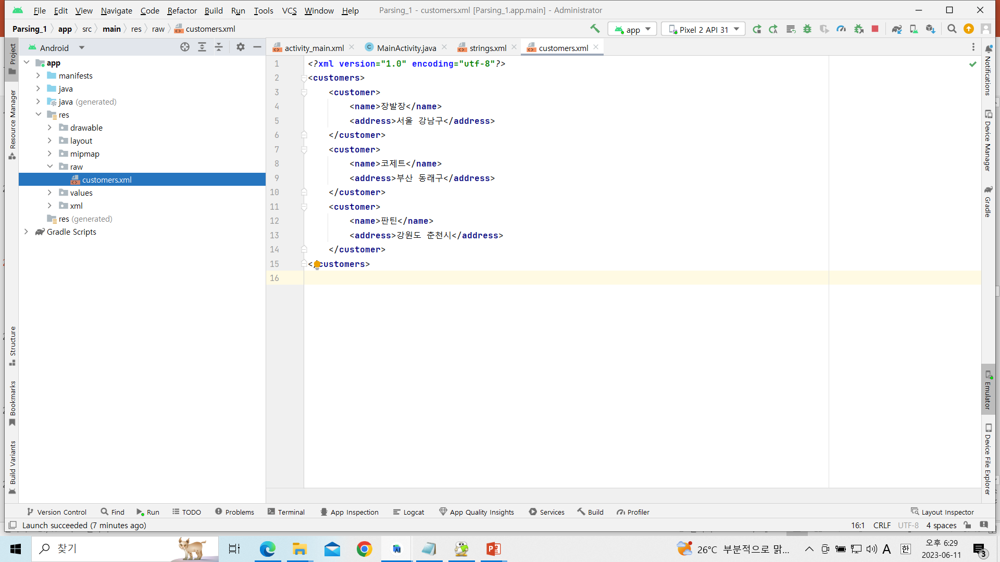 File Edit View Navigate Code Refactor Build Run Tools VCS Window Help Parsing_1 - customers.xml [Parsing_1.app.main] - Administrator
Parsing_1 app src main res raw customers.xml app Pixel 2 API 31
Android
activity_main.xml MainActivity.java strings.xml customers.xml
Project
Resource Manager
Structure
Bookmarks
Build Variants
app
manifests
java
java (generated)
res
drawable
layout
mipmap
raw
customers.xml
values
xml
res (generated)
Gradle Scripts
1 <?xml version="1.0" encoding="utf-8"?>
2 <customers>
3 <customer>
4 <name>장발장</name>
5 <address>서울 강남구</address>
6 </customer>
7 <customer>
8 <name>코제트</name>
9 <address>부산 동래구</address>
10 </customer>
11 <customer>
12 <name>판틴</name>
13 <address>강원도 춘천시</address>
14 </customer>
15 </customers>
16
Notifications
Device Manager
Gradle
Emulator
Device File Explorer
Version Control Find Run TODO Problems Terminal App Inspection Logcat App Quality Insights Services Build Profiler Layout Inspector
Launch succeeded (7 minutes ago) 16:1 CRLF UTF-8 4 spaces
찾기 26°C 부분적으로 맑... A 한 오후 6:29
2023-06-11 3